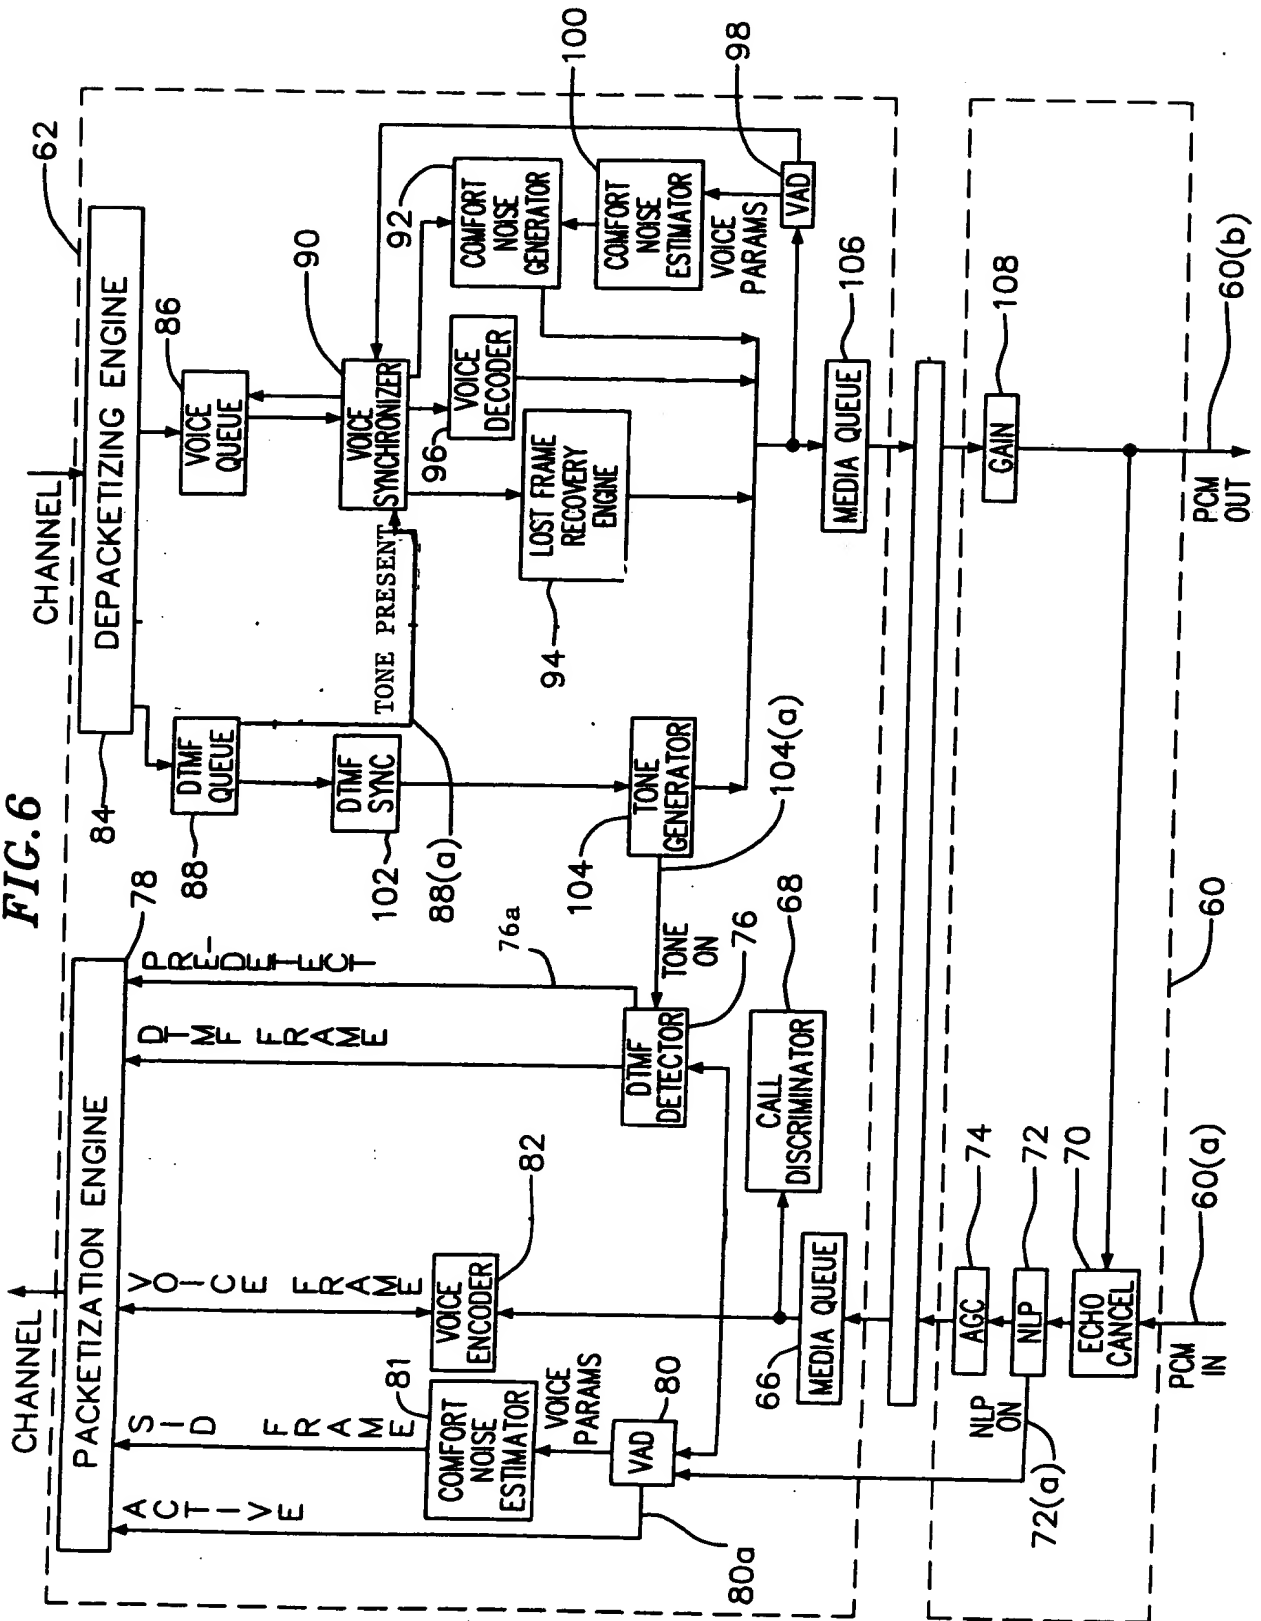 FIG.6
CHANNEL
PACKETIZATION ENGINE
78
ACTIVE
SID FRAME
VOICE FRAME
DTMF FRAME
PRE-DETECT
76a
COMFORT
NOISE
ESTIMATOR
81
VOICE
ENCODER
82
VOICE
PARAMS
VAD
80
80a
DTMF
DETECTOR
76
TONE
ON
CALL
DISCRIMINATOR
68
MEDIA QUEUE
66
AGC
74
NLP
72
NLP
ON
72(a)
ECHO
CANCEL
70
PCM
IN
60(a)
60
CHANNEL
62
DEPACKETIZING ENGINE
84
DTMF
QUEUE
88
VOICE
QUEUE
86
88(a)
DTMF
SYNC
102
TONE PRESENT
VOICE
SYNCHRONIZER
90
COMFORT
NOISE
GENERATOR
92
VOICE
DECODER
96
LOST FRAME
RECOVERY
ENGINE
94
COMFORT
NOISE
ESTIMATOR
100
VOICE
PARAMS
VAD
98
TONE
GENERATOR
104
104(a)
MEDIA QUEUE
106
GAIN
108
PCM
OUT
60(b)